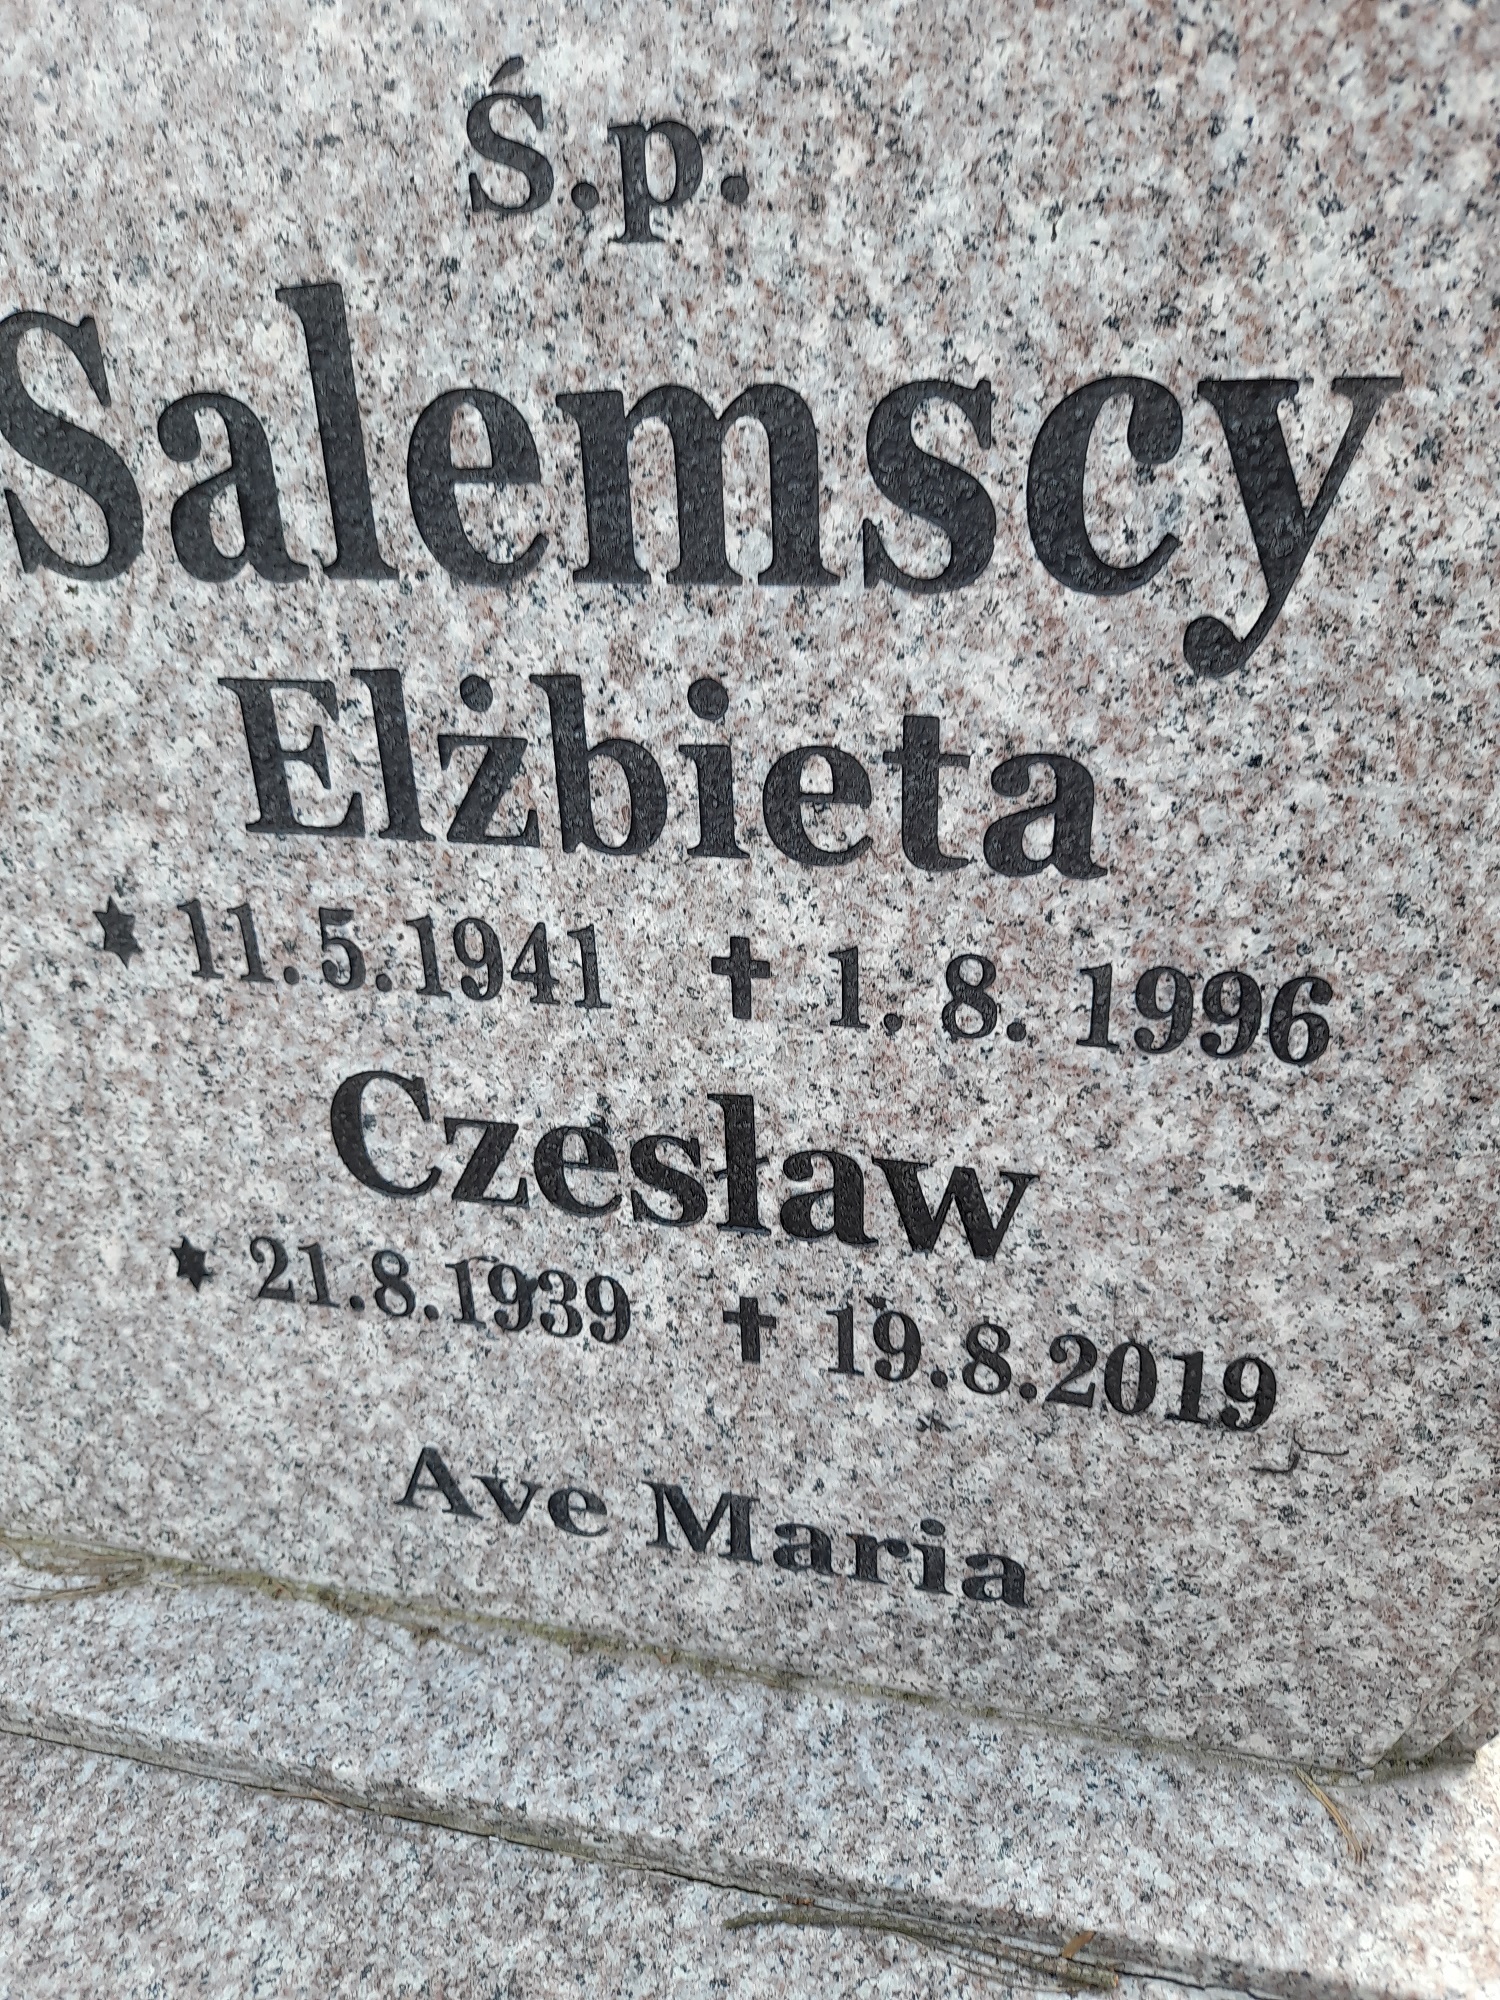 Ś.p.
Salemscy
Elżbieta
★ 11.5.1941 ✝ 1.8.1996
Czesław
★ 21.8.1939 ✝ 19.8.2019
Ave Maria